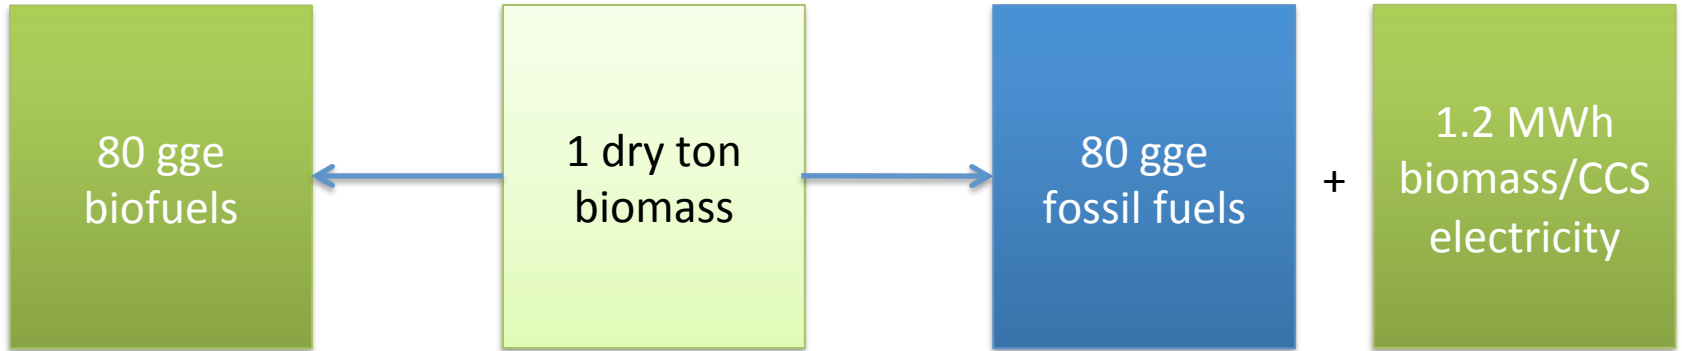 80 gge
biofuels
1 dry ton
biomass
80 gge
fossil fuels
+
1.2 MWh
biomass/CCS
electricity